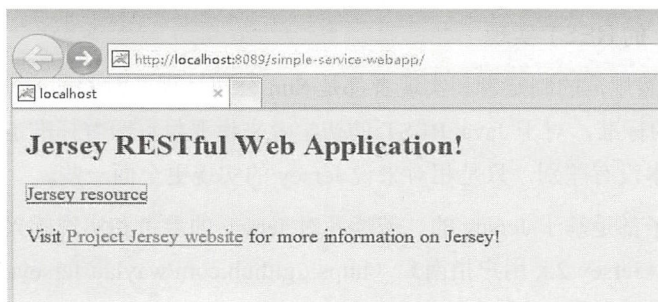 http://localhost:8089/simple-service-webapp/
localhost
Jersey RESTful Web Application!
Jersey resource
Visit Project Jersey website for more information on Jersey!